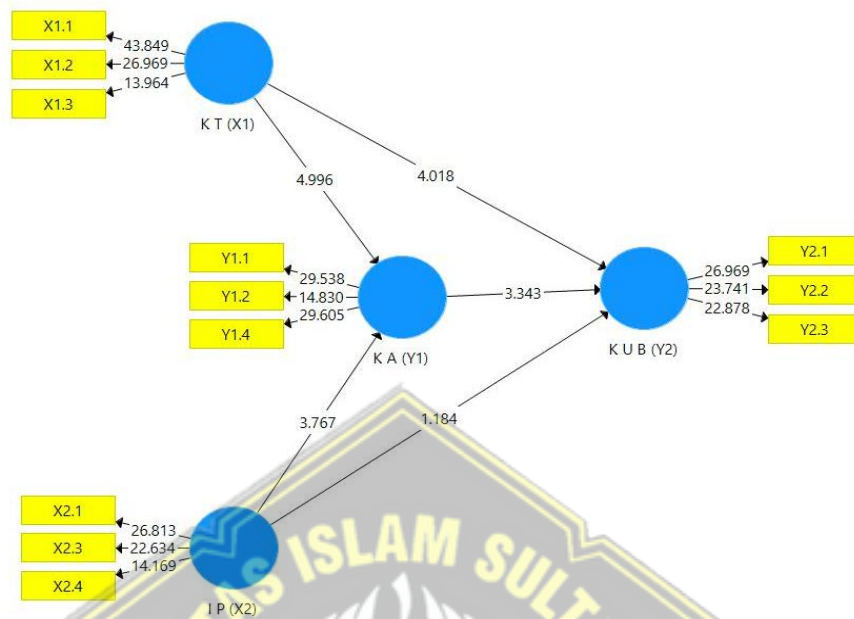 X1.1
X1.2
X1.3
43.849
26.969
13.964
K T (X1)
4.996
4.018
Y1.1
Y1.2
Y1.4
29.538
14.830
29.605
K A (Y1)
3.343
Y2.1
Y2.2
Y2.3
26.969
23.741
22.878
K U B (Y2)
3.767
1.184
X2.1
X2.3
X2.4
26.813
22.634
14.169
I P (X2)
TAS ISLAM SULT